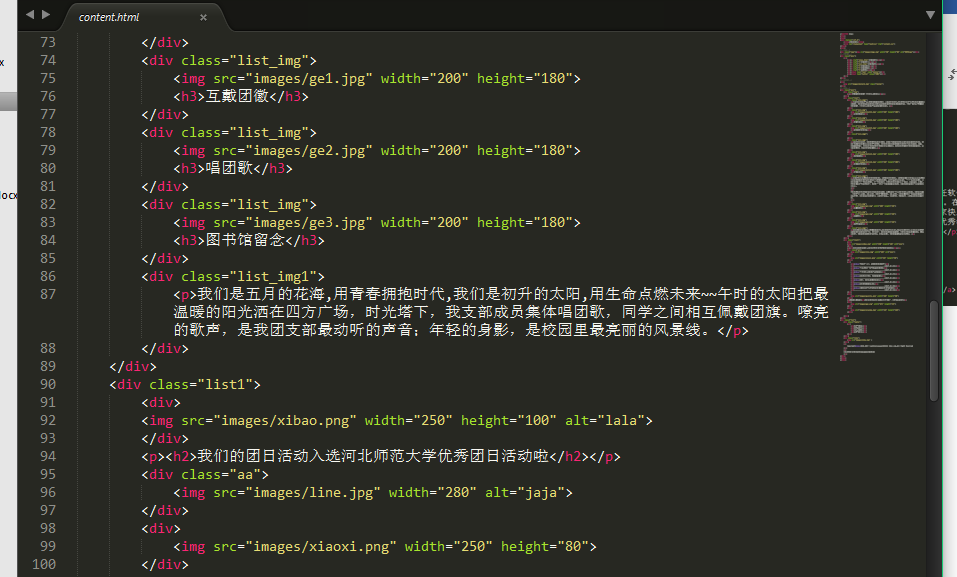 content.html ×
73 </div>
74 <div class="list_img">
75 <img src="images/ge1.jpg" width="200" height="180">
76 <h3>互戴团徽</h3>
77 </div>
78 <div class="list_img">
79 <img src="images/ge2.jpg" width="200" height="180">
80 <h3>唱团歌</h3>
81 </div>
82 <div class="list_img">
83 <img src="images/ge3.jpg" width="200" height="180">
84 <h3>图书馆留念</h3>
85 </div>
86 <div class="list_img1">
87 <p>我们是五月的花海,用青春拥抱时代,我们是初升的太阳,用生命点燃未来~~午时的太阳把最
温暖的阳光洒在四方广场，时光塔下，我支部成员集体唱团歌，同学之间相互佩戴团旗。嘹亮
的歌声，是我团支部最动听的声音；年轻的身影，是校园里最亮丽的风景线。</p>
88 </div>
89 </div>
90 <div class="list1">
91 <div>
92 <img src="images/xibao.png" width="250" height="100" alt="lala">
93 </div>
94 <p><h2>我们的团日活动入选河北师范大学优秀团日活动啦</h2></p>
95 <div class="aa">
96 <img src="images/line.jpg" width="280" alt="jaja">
97 </div>
98 <div>
99 <img src="images/xiaoxi.png" width="250" height="80">
100 </div>